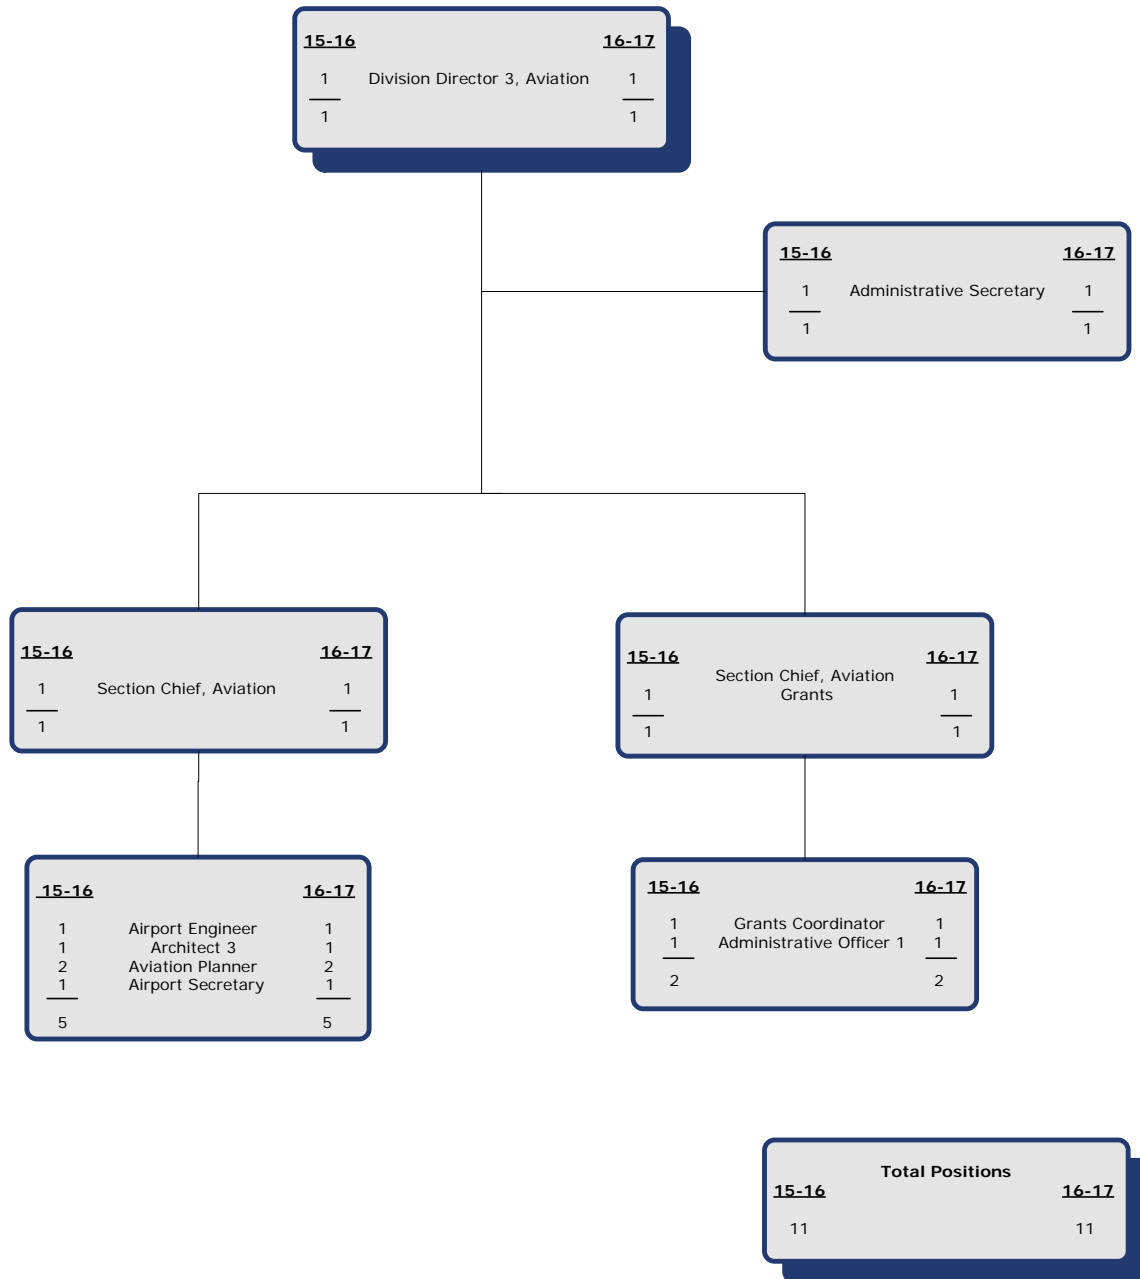 15-16 16-17
1 Division Director 3, Aviation 1
1 1
15-16 16-17
1 Administrative Secretary 1
1 1
15-16 16-17
1 Section Chief, Aviation 1
1 1
15-16 16-17
Section Chief, Aviation
1 Grants 1
1 1
15-16 16-17
1 Airport Engineer 1
1 Architect 3 1
2 Aviation Planner 2
1 Airport Secretary 1
5 5
15-16 16-17
1 Grants Coordinator 1
1 Administrative Officer 1 1
2 2
Total Positions
15-16 16-17
11 11